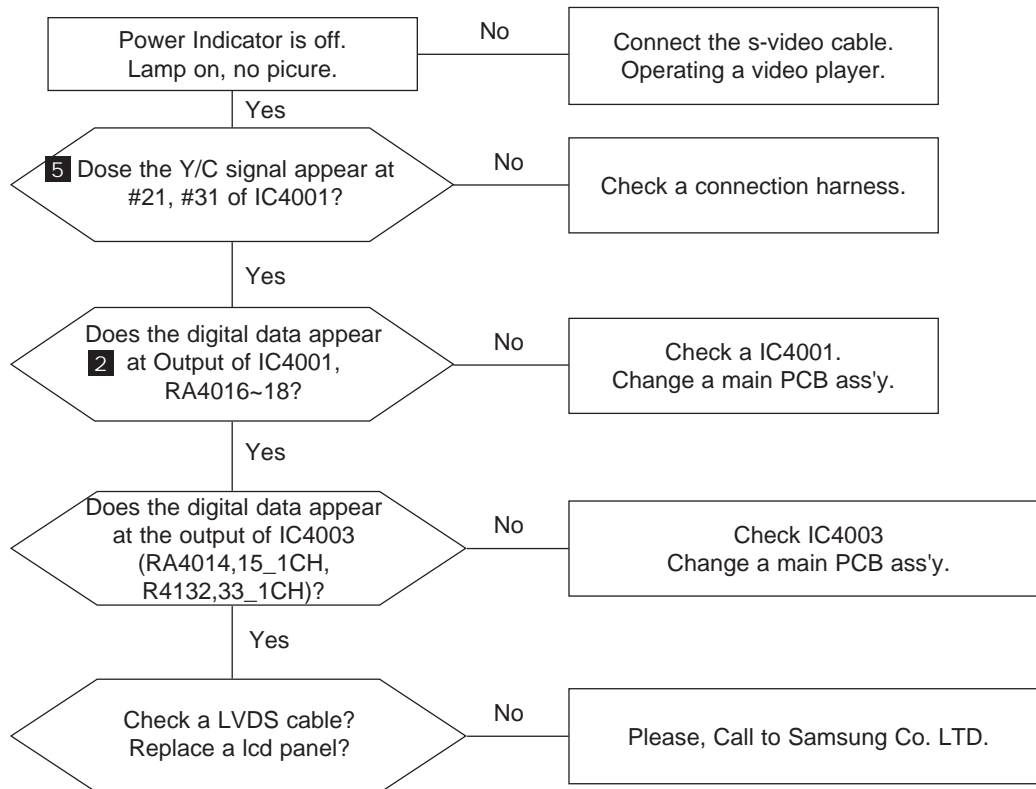 Power Indicator is off.
Lamp on, no picure.
No
Connect the s-video cable.
Operating a video player.
Yes
5 Dose the Y/C signal appear at
#21, #31 of IC4001?
No
Check a connection harness.
Yes
Does the digital data appear
2 at Output of IC4001,
RA4016~18?
No
Check a IC4001.
Change a main PCB ass'y.
Yes
Does the digital data appear
at the output of IC4003
(RA4014,15_1CH,
R4132,33_1CH)?
No
Check IC4003
Change a main PCB ass'y.
Yes
Check a LVDS cable?
Replace a lcd panel?
No
Please, Call to Samsung Co. LTD.